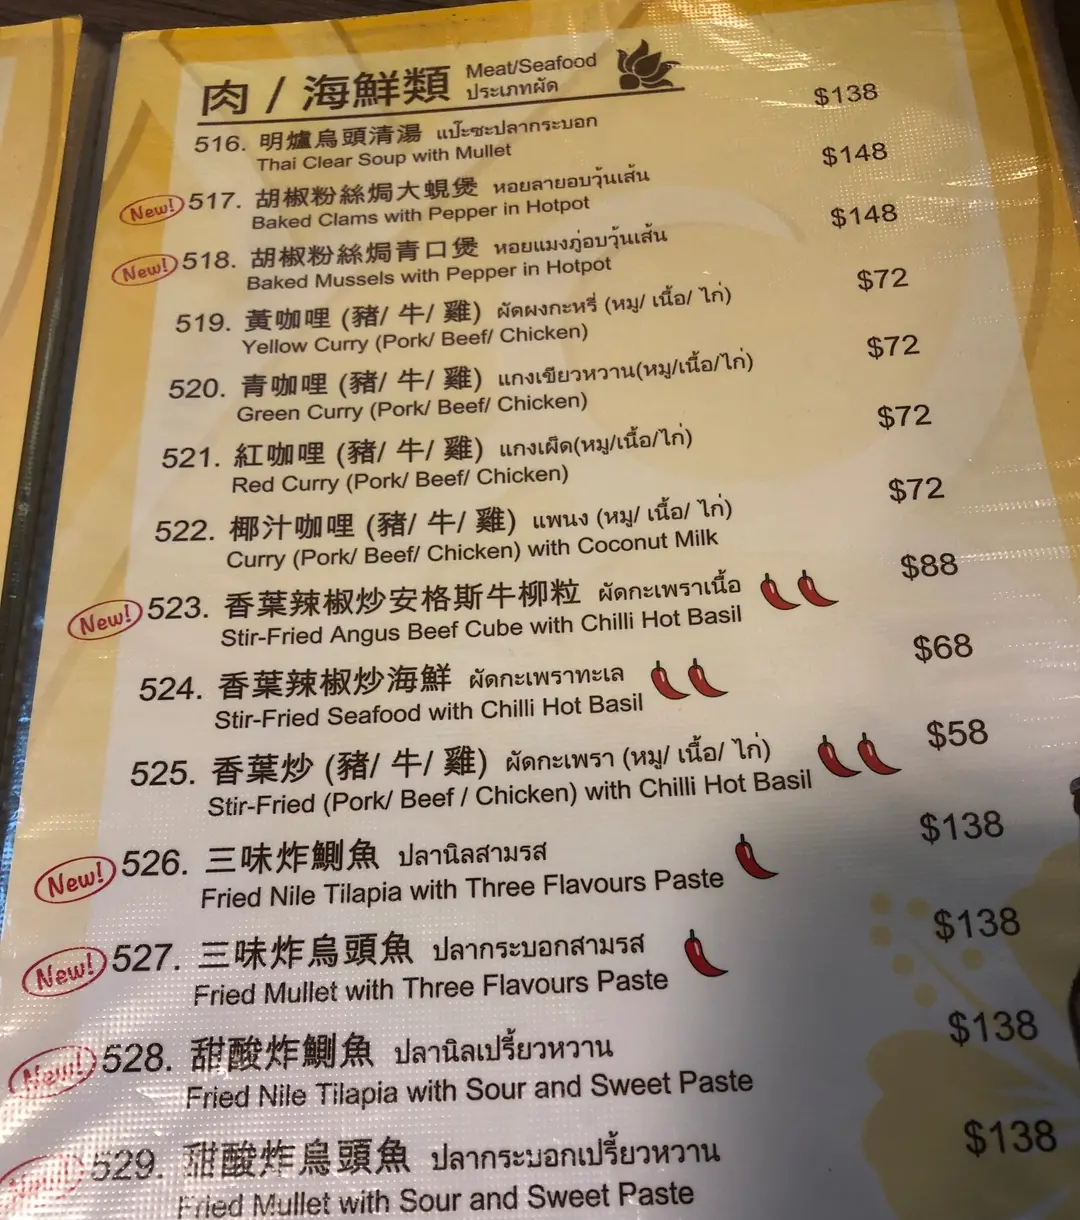 肉 / 海鮮類 Meat/Seafood
ประเภทผัด
516. 明爐烏頭清湯 แป๊ะซะปลากระบอก $138
Thai Clear Soup with Mullet
New! 517. 胡椒粉絲焗大蜆煲 หอยลายอบวุ้นเส้น $148
Baked Clams with Pepper in Hotpot
New! 518. 胡椒粉絲焗青口煲 หอยแมงภู่อบวุ้นเส้น $148
Baked Mussels with Pepper in Hotpot
519. 黃咖哩 (豬/ 牛/ 雞) ผัดผงกะหรี่ (หมู/ เนื้อ/ ไก่) $72
Yellow Curry (Pork/ Beef/ Chicken)
520. 青咖哩 (豬/ 牛/ 雞) แกงเขียวหวาน(หมู/เนื้อ/ไก่) $72
Green Curry (Pork/ Beef/ Chicken)
521. 紅咖哩 (豬/ 牛/ 雞) แกงเผ็ด(หมู/เนื้อ/ไก่) $72
Red Curry (Pork/ Beef/ Chicken)
522. 椰汁咖哩 (豬/ 牛/ 雞) แพนง (หมู/ เนื้อ/ ไก่) $72
Curry (Pork/ Beef/ Chicken) with Coconut Milk
New! 523. 香葉辣椒炒安格斯牛柳粒 ผัดกะเพราเนื้อ $88
Stir-Fried Angus Beef Cube with Chilli Hot Basil
524. 香葉辣椒炒海鮮 ผัดกะเพราทะเล $68
Stir-Fried Seafood with Chilli Hot Basil
525. 香葉炒 (豬/ 牛/ 雞) ผัดกะเพรา (หมู/ เนื้อ/ ไก่) $58
Stir-Fried (Pork/ Beef / Chicken) with Chilli Hot Basil
New! 526. 三味炸鰂魚 ปลานิลสามรส $138
Fried Nile Tilapia with Three Flavours Paste
New! 527. 三味炸烏頭魚 ปลากระบอกสามรส $138
Fried Mullet with Three Flavours Paste
New! 528. 甜酸炸鰂魚 ปลานิลเปรี้ยวหวาน $138
Fried Nile Tilapia with Sour and Sweet Paste
New! 529. 甜酸炸烏頭魚 ปลากระบอกเปรี้ยวหวาน $138
Fried Mullet with Sour and Sweet Paste